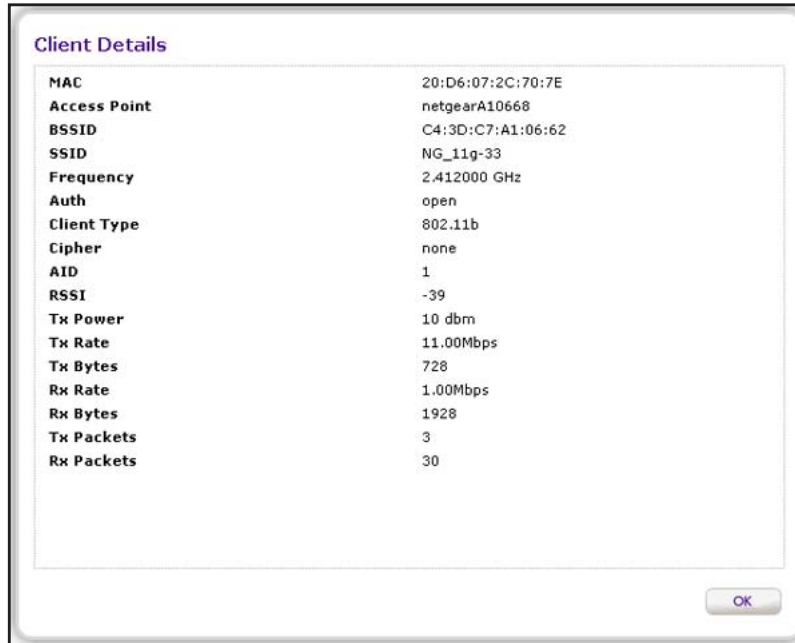 Client Details
MAC 20:D6:07:2C:70:7E
Access Point netgearA10668
BSSID C4:3D:C7:A1:06:62
SSID NG_11g-33
Frequency 2.412000 GHz
Auth open
Client Type 802.11b
Cipher none
AID 1
RSSI -39
Tx Power 10 dbm
Tx Rate 11.00Mbps
Tx Bytes 728
Rx Rate 1.00Mbps
Rx Bytes 1928
Tx Packets 3
Rx Packets 30
OK